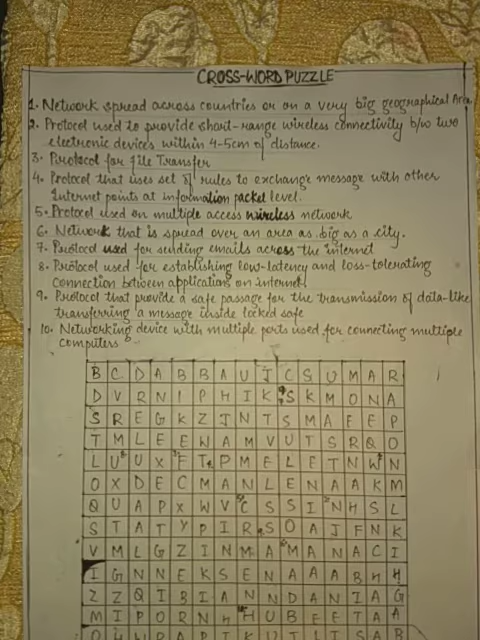 CROSS-WORD PUZZLE
1. Network spread across countries or on a very big geographical Area.
2. Protocol used to provide short-range wireless connectivity b/w two
electronic devices within 4-5cm of distance.
3. Protocol for file Transfer
4. Protocol that uses set of rules to exchange message with other
Internet points at information packet level.
5. Protocol used on multiple access wireless network
6. Network that is spread over an area as big as a city.
7. Protocol used for sending emails across the internet
8. Protocol used for establishing low-latency and loss-tolerating
connection between applications on internet
9. Protocol that provide a safe passage for the transmission of data-like
transferring a message inside locked safe
10. Networking device with multiple ports used for connecting multiple
computers
B C D A B B A U J C S U M A R
D V R N I P H I K S K M O N A
S R E G K Z J N T S M A F E P
T M L E E W A M V U T S R Q O
L U U X F T P M E L E T N W N
O X D E C M A N L E N A A K M
Q U A P X W V C S S I N H S L
S T A T Y P I R S O A J F N K
V M L G Z I N M A M A N A C I
I G N N E K S E N A A A B H H
Z Z Q I B I A N N D A N I A G
M I P O R N H H U B E E T A A